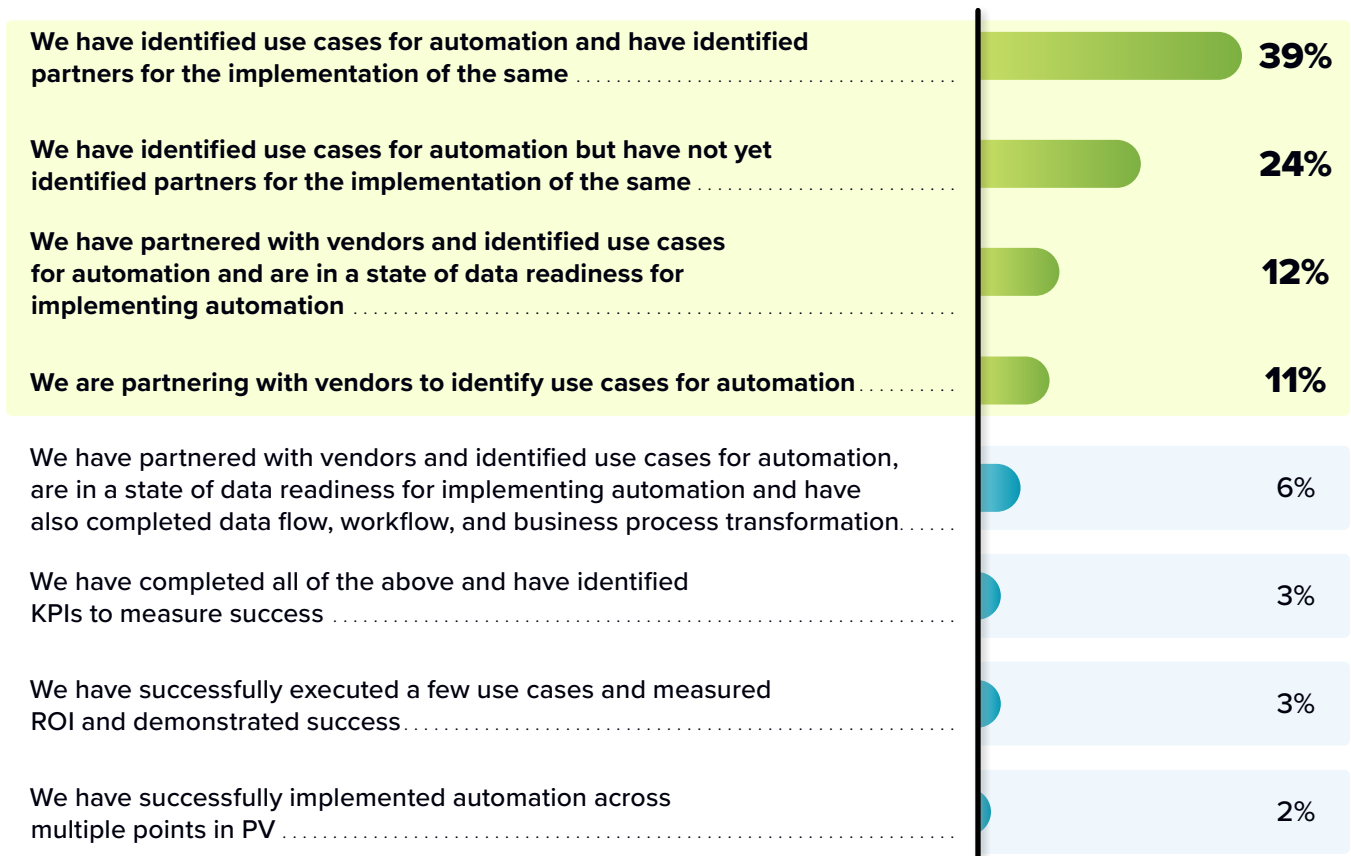 We have identified use cases for automation and have identified
partners for the implementation of the same 39%
We have identified use cases for automation but have not yet
identified partners for the implementation of the same 24%
We have partnered with vendors and identified use cases
for automation and are in a state of data readiness for
implementing automation 12%
We are partnering with vendors to identify use cases for automation 11%
We have partnered with vendors and identified use cases for automation,
are in a state of data readiness for implementing automation and have
also completed data flow, workflow, and business process transformation 6%
We have completed all of the above and have identified
KPIs to measure success 3%
We have successfully executed a few use cases and measured
ROI and demonstrated success 3%
We have successfully implemented automation across
multiple points in PV 2%